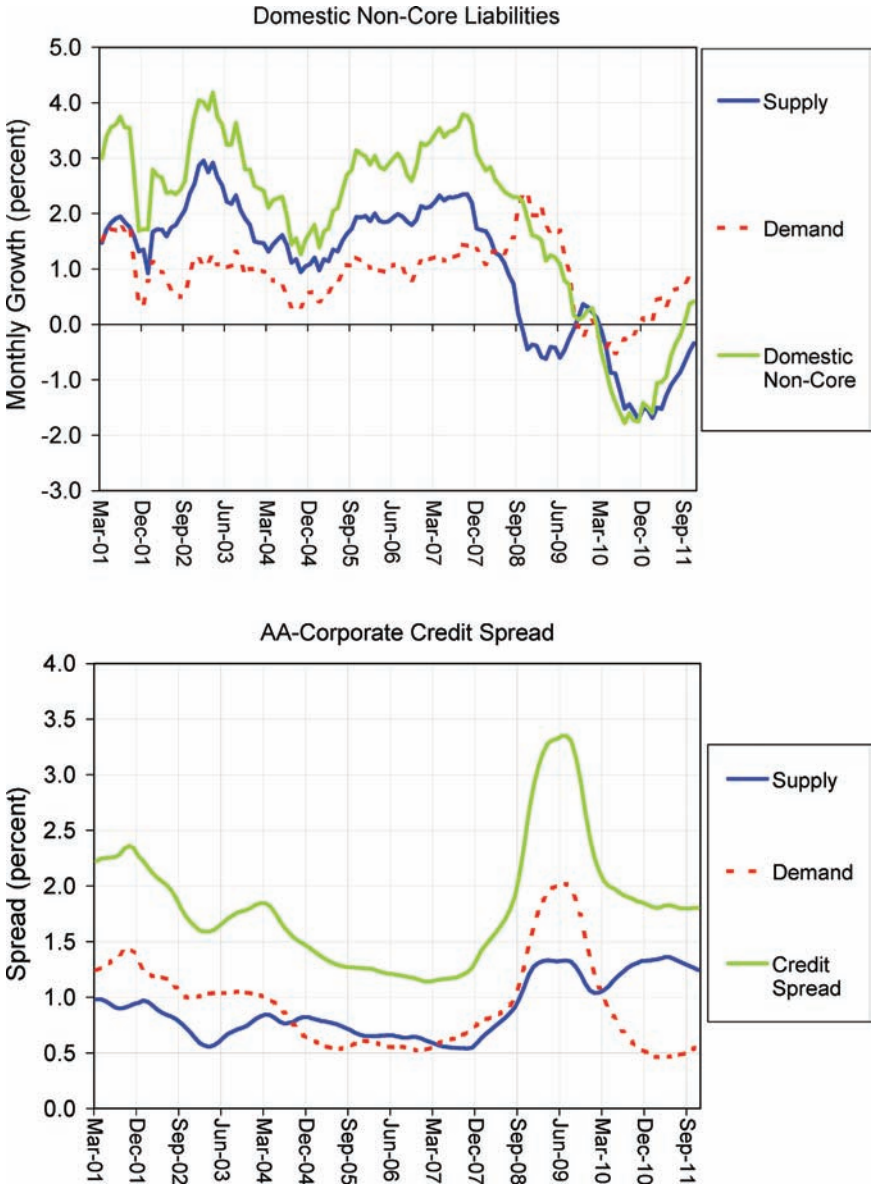 Domestic Non-Core Liabilities
Monthly Growth (percent)
5.0
4.0
3.0
2.0
1.0
0.0
-1.0
-2.0
-3.0
Mar-01
Dec-01
Sep-02
Jun-03
Mar-04
Dec-04
Sep-05
Jun-06
Mar-07
Dec-07
Sep-08
Jun-09
Mar-10
Dec-10
Sep-11
Supply
Demand
Domestic
Non-Core
AA-Corporate Credit Spread
Spread (percent)
4.0
3.5
3.0
2.5
2.0
1.5
1.0
0.5
0.0
Mar-01
Dec-01
Sep-02
Jun-03
Mar-04
Dec-04
Sep-05
Jun-06
Mar-07
Dec-07
Sep-08
Jun-09
Mar-10
Dec-10
Sep-11
Supply
Demand
Credit
Spread